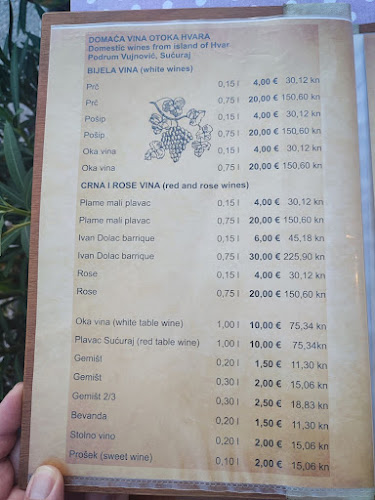 DOMAĆA VINA OTOKA HVARA
Domestic wines from island of Hvar
Podrum Vujnović, Sućuraj
BIJELA VINA (white wines)
Prč 0,15 l 4,00 € 30,12 kn
Prč 0,75 l 20,00 € 150,60 kn
Pošip 0,15 l 4,00 € 30,12 kn
Pošip 0,75 l 20,00 € 150,60 kn
Oka vina 0,15 l 4,00 € 30,12 kn
Oka vina 0,75 l 20,00 € 150,60 kn
CRNA I ROSE VINA (red and rose wines)
Plame mali plavac 0,15 l 4,00 € 30,12 kn
Plame mali plavac 0,75 l 20,00 € 150,60 kn
Ivan Dolac barrique 0,15 l 6,00 € 45,18 kn
Ivan Dolac barrique 0,75 l 30,00 € 225,90 kn
Rose 0,15 l 4,00 € 30,12 kn
Rose 0,75 l 20,00 € 150,60 kn
Oka vina (white table wine) 1,00 l 10,00 € 75,34 kn
Plavac Sućuraj (red table wine) 1,00 l 10,00 € 75,34kn
Gemišt 0,20 l 1,50 € 11,30 kn
Gemišt 0,30 l 2,00 € 15,06 kn
Gemišt 2/3 0,30 l 2,50 € 18,83 kn
Bevanda 0,20 l 1,50 € 11,30 kn
Stolno vino 0,20 l 2,00 € 15,06 kn
Prošek (sweet wine) 0,10 l 2,00 € 15,06 kn